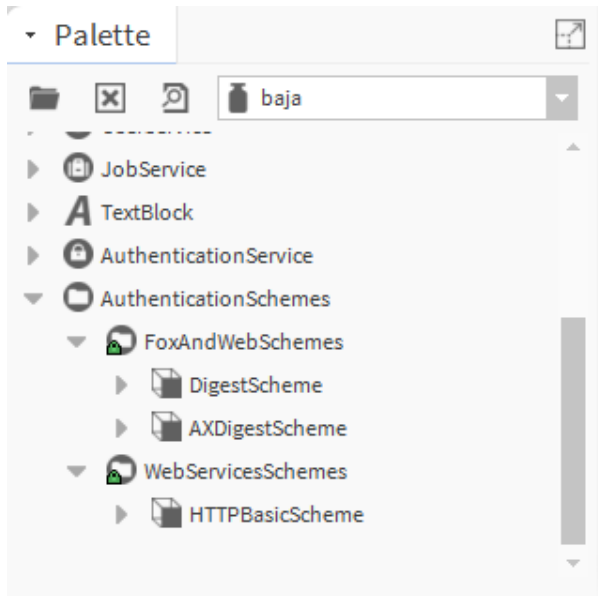 Palette
baja
JobService
TextBlock
AuthenticationService
AuthenticationSchemes
FoxAndWebSchemes
DigestScheme
AXDigestScheme
WebServicesSchemes
HTTPBasicScheme